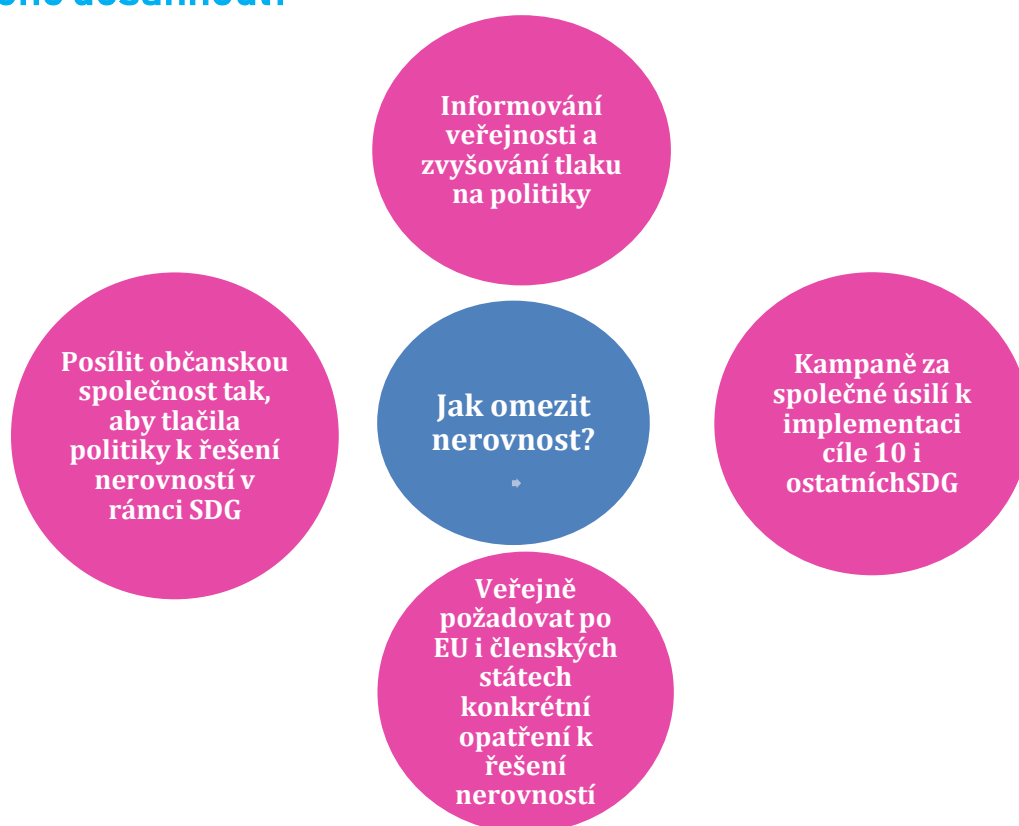 dosáhnout?
Informování
veřejnosti a
zvyšování tlaku
na politiky
Posílit občanskou
společnost tak,
aby tlačila
politiky k řešení
nerovností v
rámci SDG
Jak omezit
nerovnost?
Kampaně za
společné úsilí k
implementaci
cíle 10 i
ostatníchSDG
Veřejně
požadovat po
EU i členských
státech
konkrétní
opatření k
řešení
nerovností